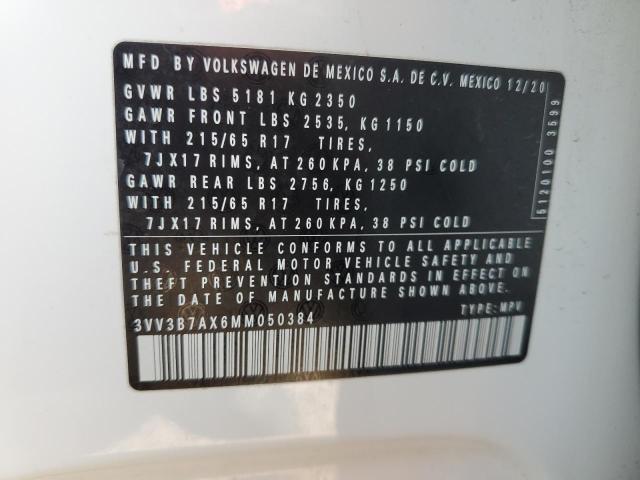 MFD BY VOLKSWAGEN DE MEXICO S.A. DE C.V. MEXICO 12/20
GVWR LBS 5181 KG 2350
GAWR FRONT LBS 2535, KG 1150
WITH 215/65 R17 TIRES,
7JX17 RIMS, AT 260 KPA, 38 PSI COLD
GAWR REAR LBS 2756, KG 1250
WITH 215/65 R17 TIRES,
7JX17 RIMS, AT 260 KPA, 38 PSI COLD
5120100 3599
THIS VEHICLE CONFORMS TO ALL APPLICABLE
U.S. FEDERAL MOTOR VEHICLE SAFETY AND
THEFT PREVENTION STANDARDS IN EFFECT ON
THE DATE OF MANUFACTURE SHOWN ABOVE.
3VV3B7AX6MM050384 TYPE: MPV